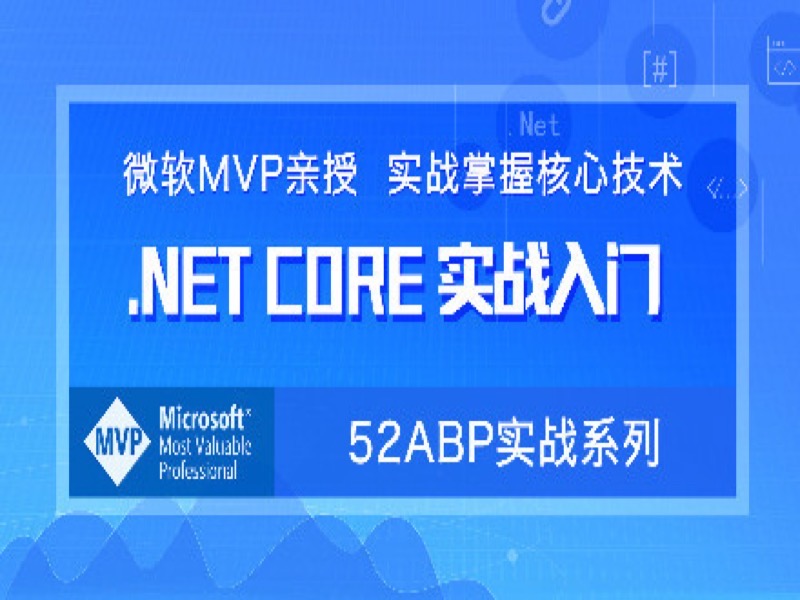 [#]
</>
.Net
微软MVP亲授 实战掌握核心技术
</...>
.NET CORE 实战入门
MVP
Microsoft®
Most Valuable
Professional
52ABP实战系列